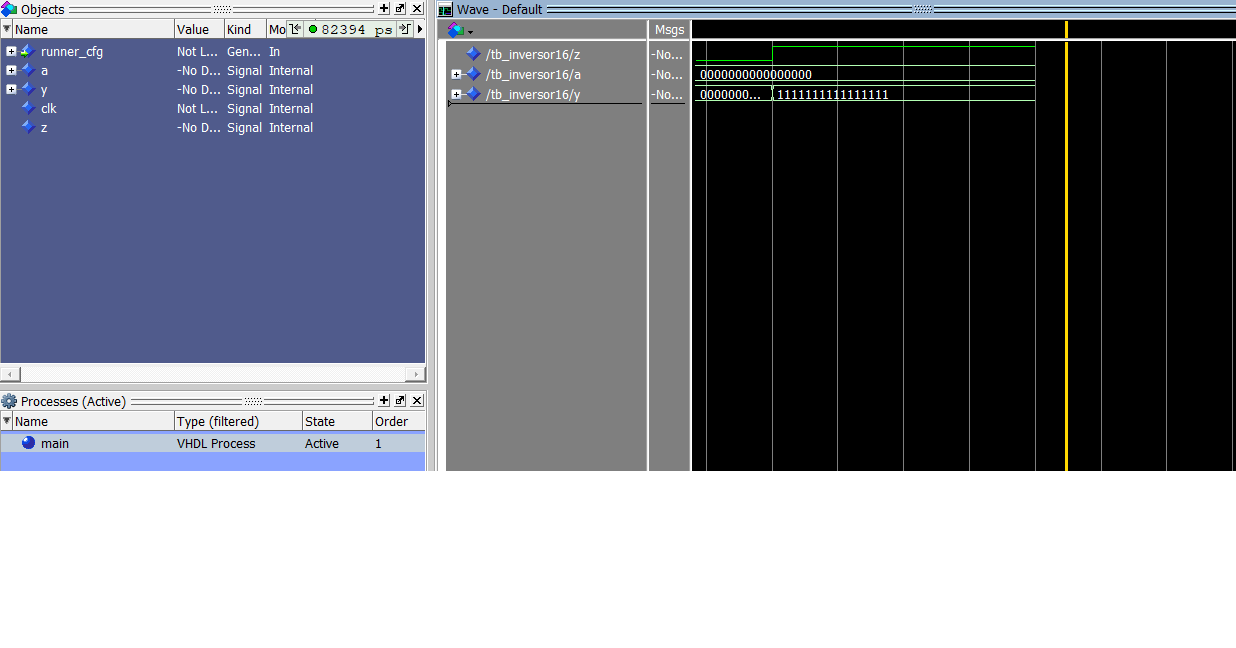 Objects
Name Value Kind Mo 82394 ps
runner_cfg Not L... Gen... In
a -No D... Signal Internal
y -No D... Signal Internal
clk Not L... Signal Internal
z -No D... Signal Internal
Processes (Active)
Name Type (filtered) State Order
main VHDL Process Active 1
Wave - Default
Msgs
/tb_inversor16/z -No...
/tb_inversor16/a -No... 0000000000000000
/tb_inversor16/y -No... 0000000... 1111111111111111